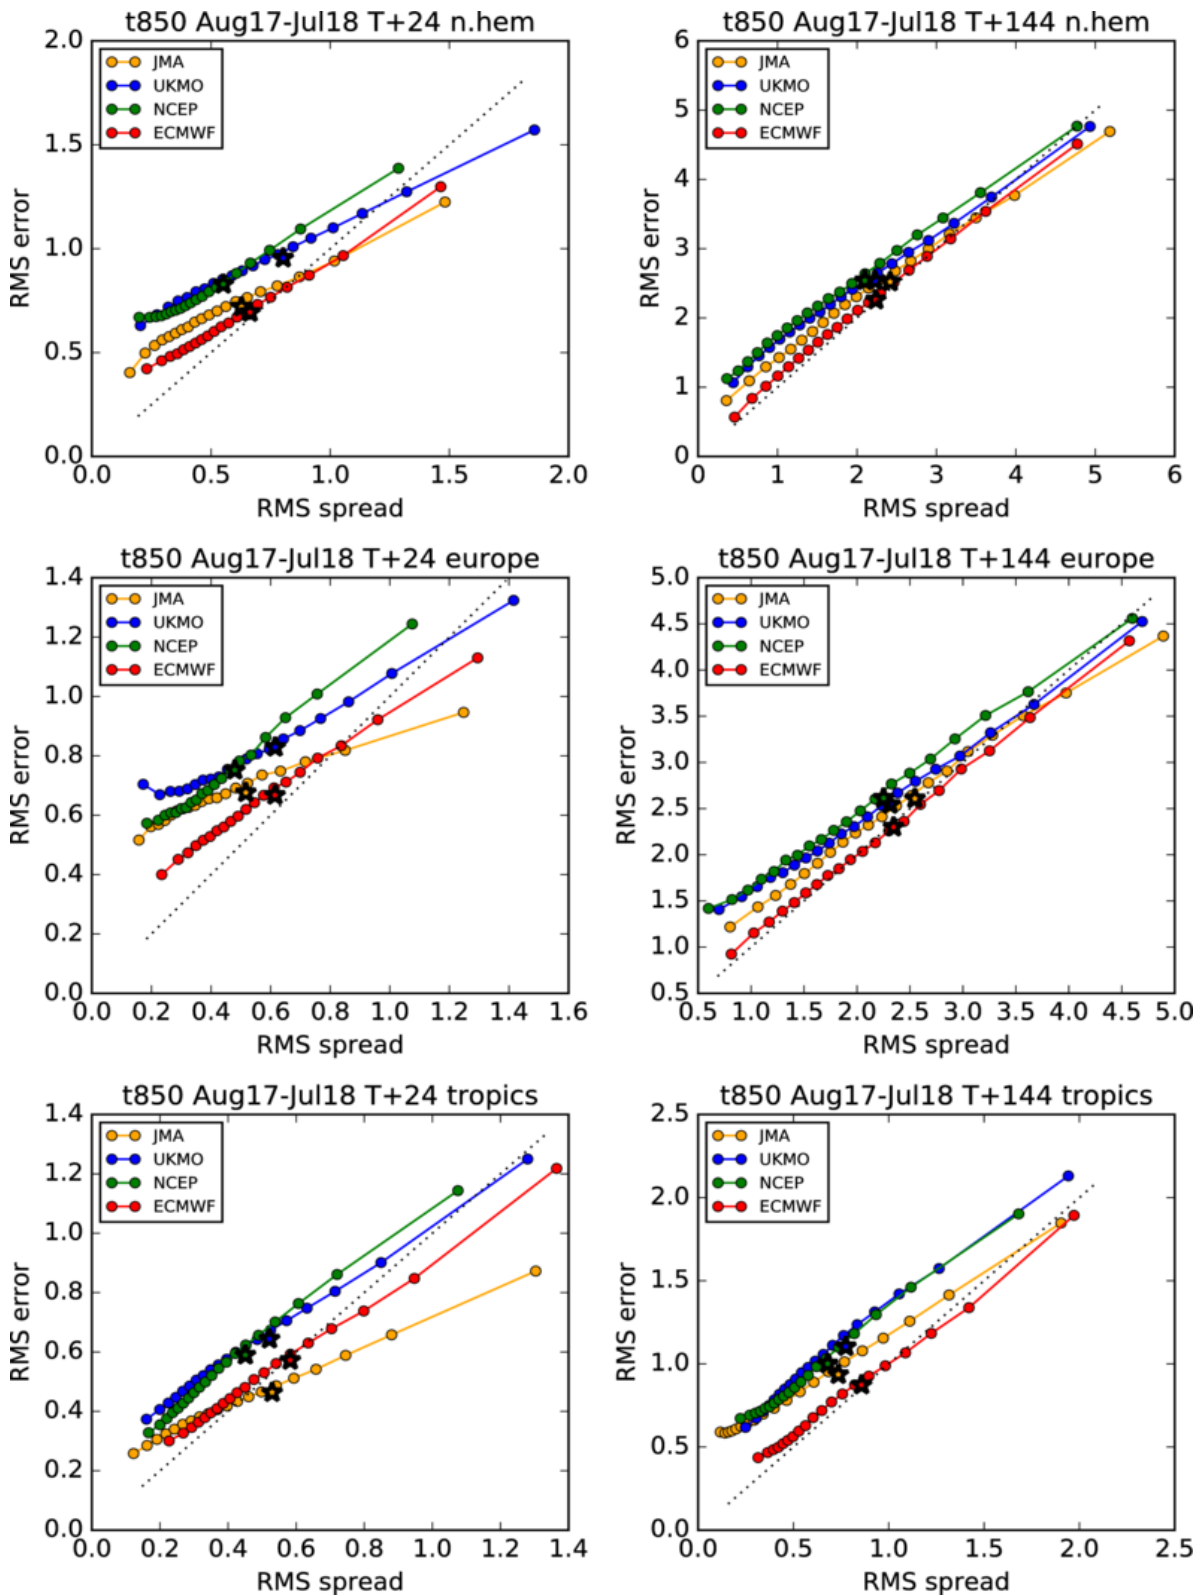 t850 Aug17-Jul18 T+24 n.hem
2.0
1.5
1.0
0.5
0.0
RMS error
JMA
UKMO
NCEP
ECMWF
0.0 0.5 1.0 1.5 2.0
RMS spread
t850 Aug17-Jul18 T+144 n.hem
6
5
4
3
2
1
0
RMS error
JMA
UKMO
NCEP
ECMWF
0 1 2 3 4 5 6
RMS spread
t850 Aug17-Jul18 T+24 europe
1.4
1.2
1.0
0.8
0.6
0.4
0.2
0.0
RMS error
JMA
UKMO
NCEP
ECMWF
0.0 0.2 0.4 0.6 0.8 1.0 1.2 1.4 1.6
RMS spread
t850 Aug17-Jul18 T+144 europe
5.0
4.5
4.0
3.5
3.0
2.5
2.0
1.5
1.0
0.5
RMS error
JMA
UKMO
NCEP
ECMWF
0.5 1.0 1.5 2.0 2.5 3.0 3.5 4.0 4.5 5.0
RMS spread
t850 Aug17-Jul18 T+24 tropics
1.4
1.2
1.0
0.8
0.6
0.4
0.2
0.0
RMS error
JMA
UKMO
NCEP
ECMWF
0.0 0.2 0.4 0.6 0.8 1.0 1.2 1.4
RMS spread
t850 Aug17-Jul18 T+144 tropics
2.5
2.0
1.5
1.0
0.5
0.0
RMS error
JMA
UKMO
NCEP
ECMWF
0.0 0.5 1.0 1.5 2.0 2.5
RMS spread